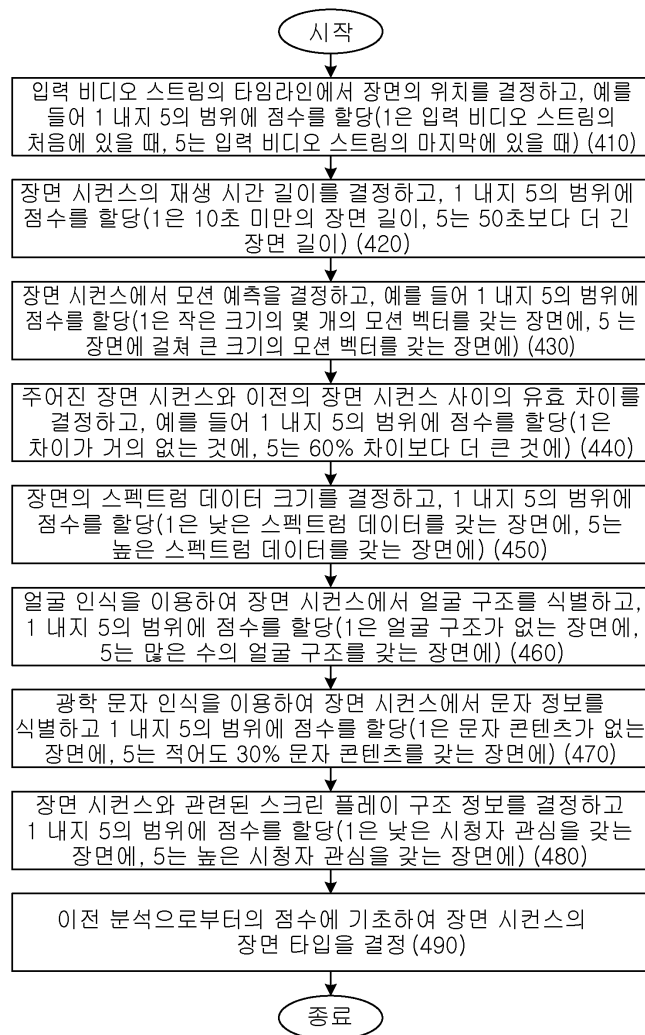 시작
입력 비디오 스트림의 타임라인에서 장면의 위치를 결정하고, 예를
들어 1 내지 5의 범위에 점수를 할당(1은 입력 비디오 스트림의
처음에 있을 때, 5는 입력 비디오 스트림의 마지막에 있을 때) (410)
장면 시컨스의 재생 시간 길이를 결정하고, 1 내지 5의 범위에
점수를 할당(1은 10초 미만의 장면 길이, 5는 50초보다 더 긴
장면 길이) (420)
장면 시컨스에서 모션 예측을 결정하고, 예를 들어 1 내지 5의 범위에
점수를 할당(1은 작은 크기의 몇 개의 모션 벡터를 갖는 장면에, 5 는
장면에 걸쳐 큰 크기의 모션 벡터를 갖는 장면에) (430)
주어진 장면 시컨스와 이전의 장면 시컨스 사이의 유효 차이를
결정하고, 예를 들어 1 내지 5의 범위에 점수를 할당(1은
차이가 거의 없는 것에, 5는 60% 차이보다 더 큰 것에) (440)
장면의 스펙트럼 데이터 크기를 결정하고, 1 내지 5의 범위에
점수를 할당(1은 낮은 스펙트럼 데이터를 갖는 장면에, 5는
높은 스펙트럼 데이터를 갖는 장면에) (450)
얼굴 인식을 이용하여 장면 시컨스에서 얼굴 구조를 식별하고,
1 내지 5의 범위에 점수를 할당(1은 얼굴 구조가 없는 장면에,
5는 많은 수의 얼굴 구조를 갖는 장면에) (460)
광학 문자 인식을 이용하여 장면 시컨스에서 문자 정보를
식별하고 1 내지 5의 범위에 점수를 할당(1은 문자 콘텐츠가 없는
장면에, 5는 적어도 30% 문자 콘텐츠를 갖는 장면에) (470)
장면 시컨스와 관련된 스크린 플레이 구조 정보를 결정하고
1 내지 5의 범위에 점수를 할당(1은 낮은 시청자 관심을 갖는
장면에, 5는 높은 시청자 관심을 갖는 장면에) (480)
이전 분석으로부터의 점수에 기초하여 장면 시컨스의
장면 타입을 결정(490)
종료